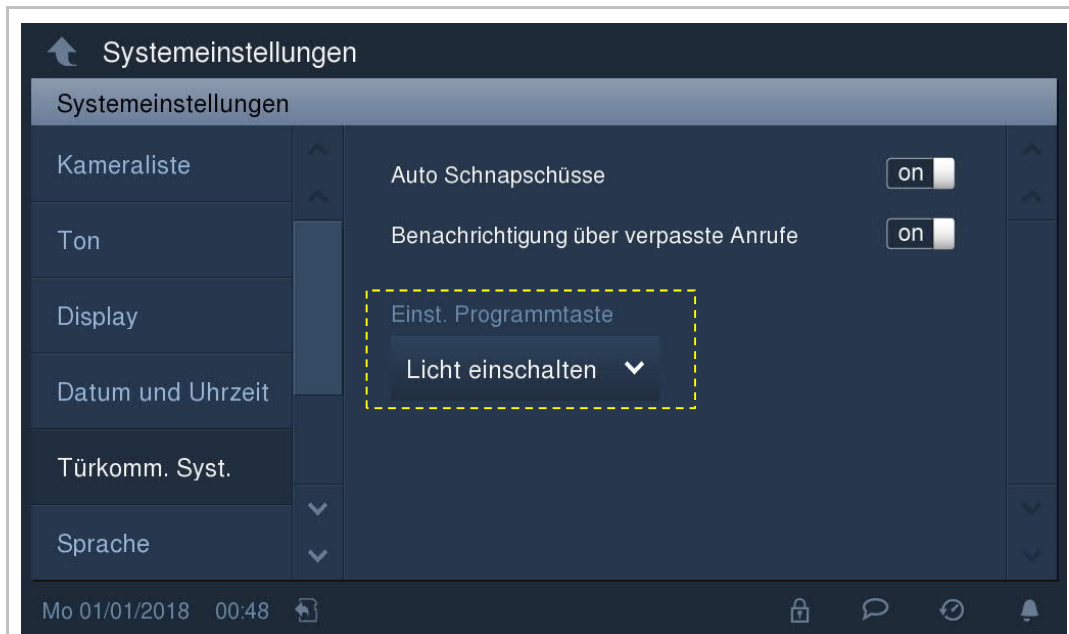 Systemeinstellungen
Systemeinstellungen
Kameraliste
Ton
Display
Datum und Uhrzeit
Türkomm. Syst.
Sprache
Auto Schnapschüsse on
Benachrichtigung über verpasste Anrufe on
Einst. Programmtaste
Licht einschalten
Mo 01/01/2018 00:48